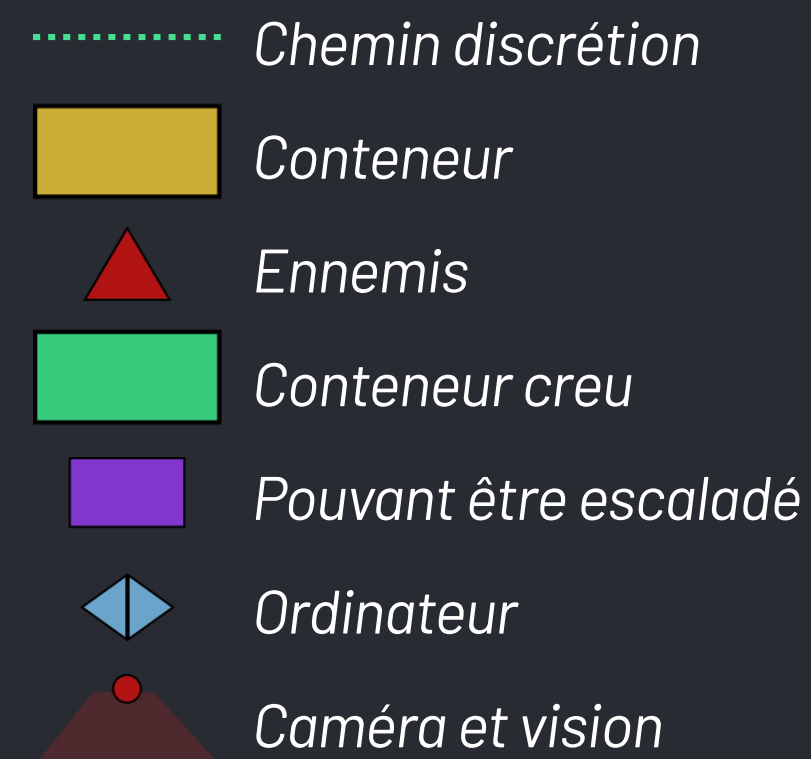 Chemin discrétion
Conteneur
Ennemis
Conteneur creu
Pouvant être escaladé
Ordinateur
Caméra et vision